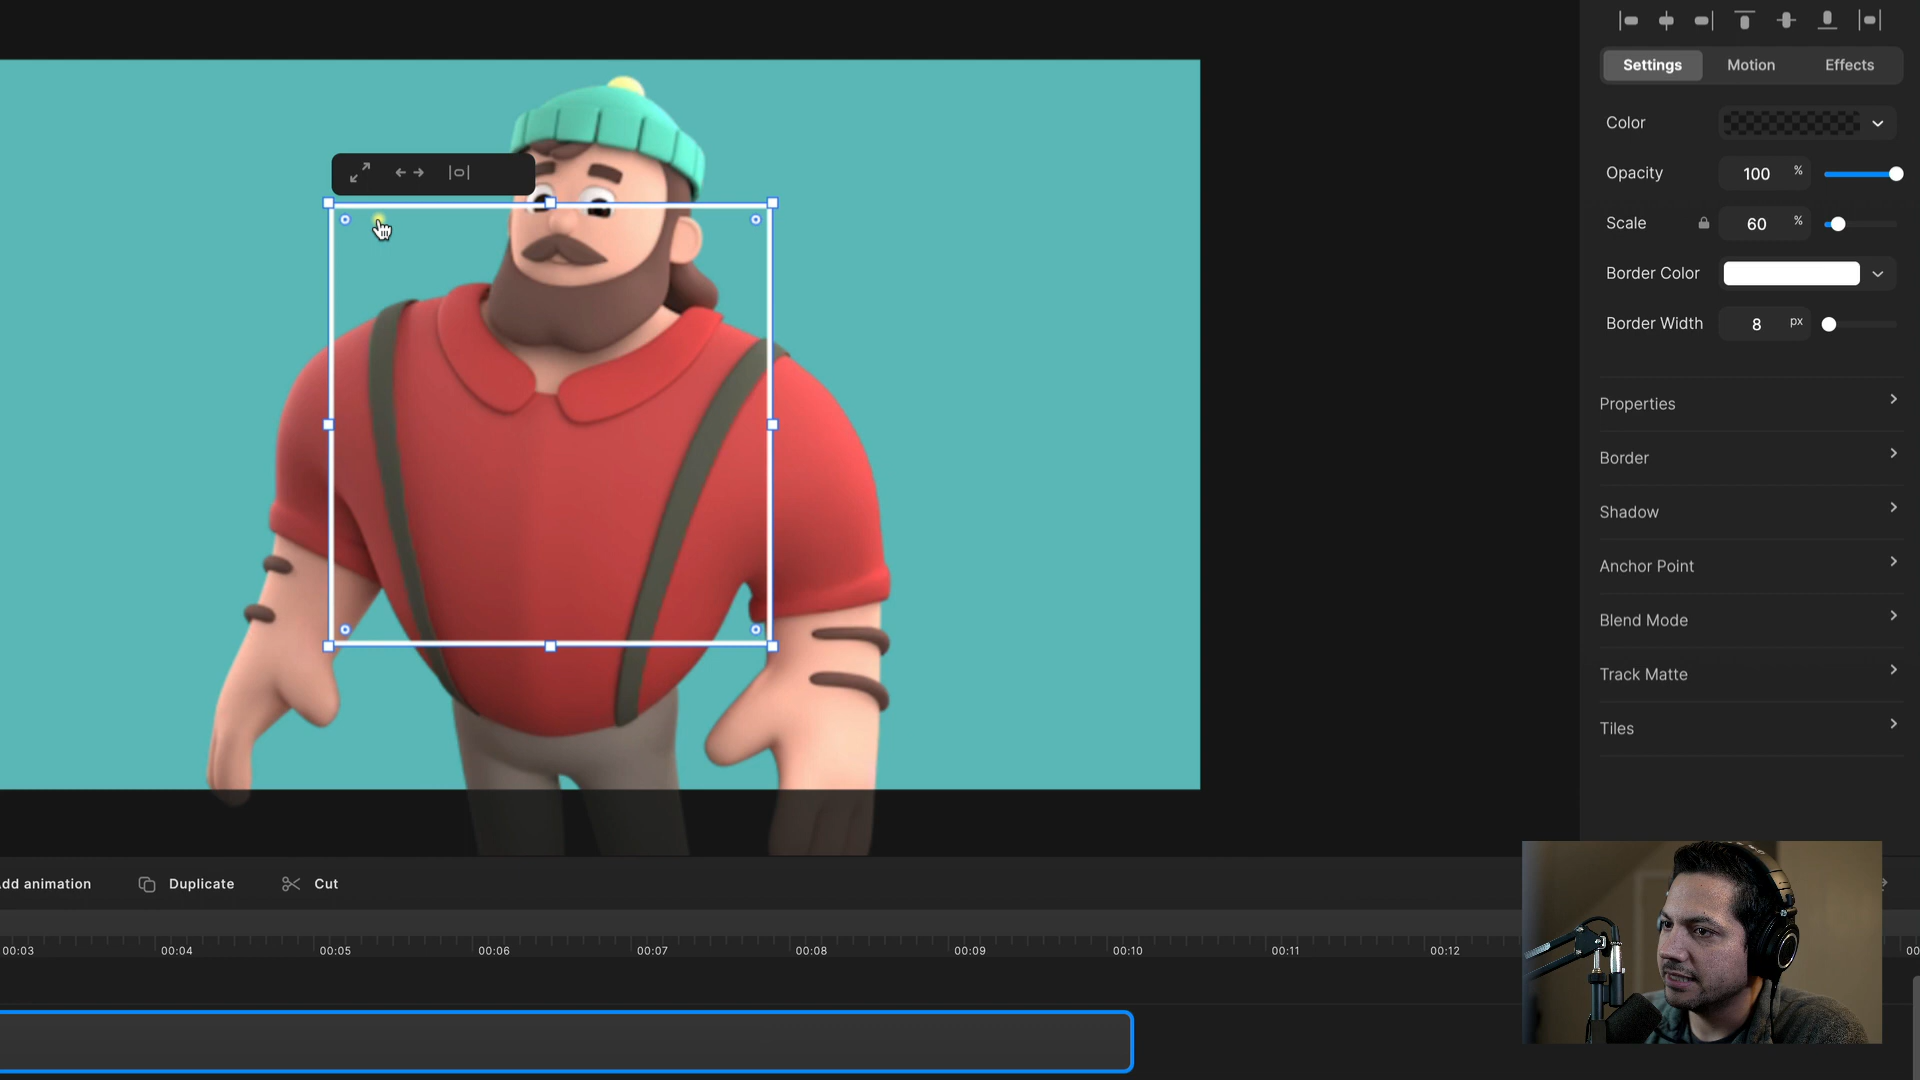 Settings Motion Effects
Color
Opacity 100 %
Scale 60 %
Border Color
Border Width 8 px
Properties
Border
Shadow
Anchor Point
Blend Mode
Track Matte
Tiles
dd animation Duplicate Cut
00:03 00:04 00:05 00:06 00:07 00:08 00:09 00:10 00:11 00:12 00